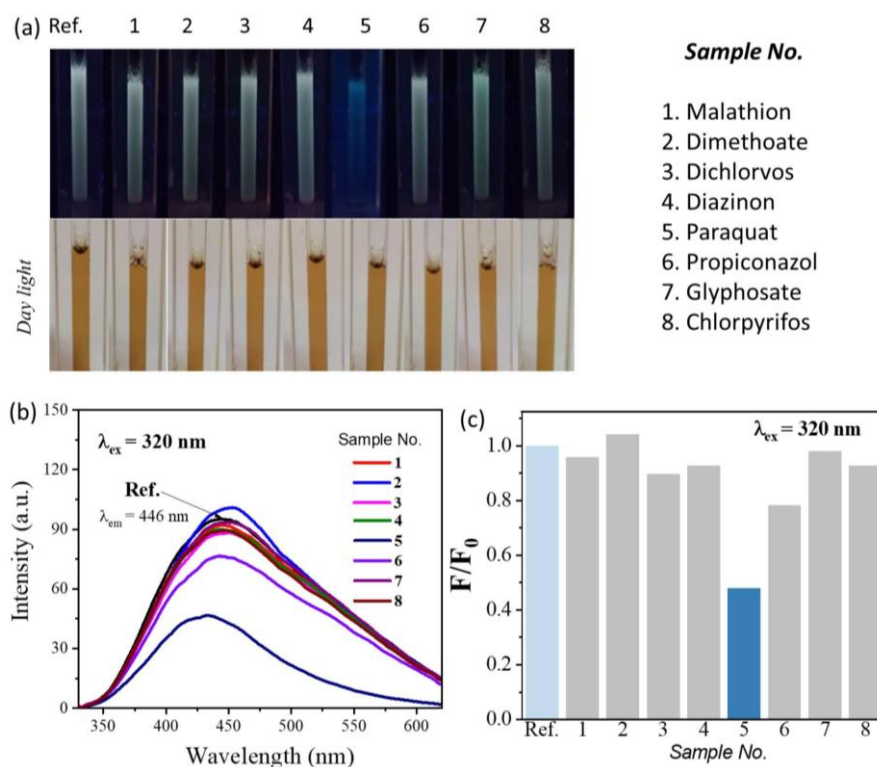 (a)
Ref. 1 2 3 4 5 6 7 8
Day light
Sample No.
1. Malathion
2. Dimethoate
3. Dichlorvos
4. Diazinon
5. Paraquat
6. Propiconazol
7. Glyphosate
8. Chlorpyrifos
(b)
λex = 320 nm
Ref.
λem = 446 nm
Sample No.
1
2
3
4
5
6
7
8
Intensity (a.u.)
150
120
90
60
30
0
350 400 450 500 550 600
Wavelength (nm)
(c)
λex = 320 nm
F/F0
1.0
0.8
0.6
0.4
0.2
0.0
Ref. 1 2 3 4 5 6 7 8
Sample No.